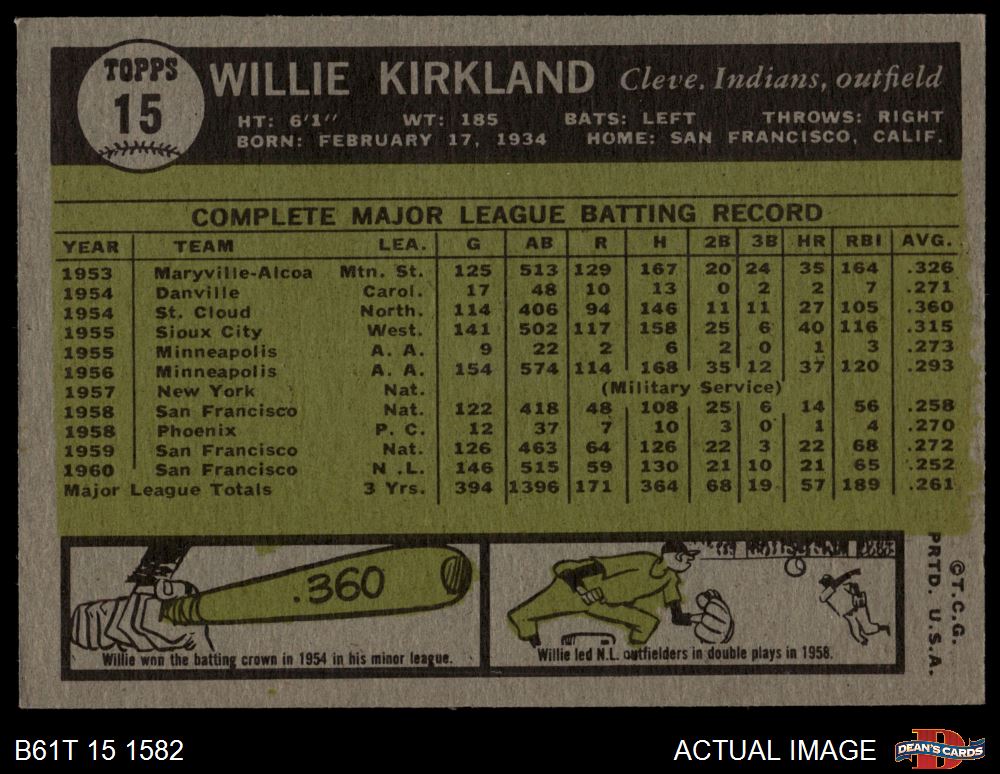 TOPPS
15
WILLIE KIRKLAND Cleve. Indians, outfield
HT: 6'1" WT: 185 BATS: LEFT THROWS: RIGHT
BORN: FEBRUARY 17, 1934 HOME: SAN FRANCISCO, CALIF.
COMPLETE MAJOR LEAGUE BATTING RECORD
YEAR TEAM LEA. G AB R H 2B 3B HR RBI AVG.
1953 Maryville-Alcoa Mtn. St. 125 513 129 167 20 24 35 164 .326
1954 Danville Carol. 17 48 10 13 0 2 2 7 .271
1954 St. Cloud North. 114 406 94 146 11 11 27 105 .360
1955 Sioux City West. 141 502 117 158 25 6 40 116 .315
1955 Minneapolis A. A. 9 22 2 6 2 0 1 3 .273
1956 Minneapolis A. A. 154 574 114 168 35 12 37 120 .293
1957 New York Nat. (Military Service)
1958 San Francisco Nat. 122 418 48 108 25 6 14 56 .258
1958 Phoenix P. C. 12 37 7 10 3 0 1 4 .270
1959 San Francisco Nat. 126 463 64 126 22 3 22 68 .272
1960 San Francisco N .L. 146 515 59 130 21 10 21 65 .252
Major League Totals 3 Yrs. 394 1396 171 364 68 19 57 189 .261
.360
Willie won the batting crown in 1954 in his minor league.
Willie led N.L. outfielders in double plays in 1958.
©T.C.G.
PRTD. U.S.A.
B61T 15 1582
ACTUAL IMAGE
D
DEAN'S CARDS